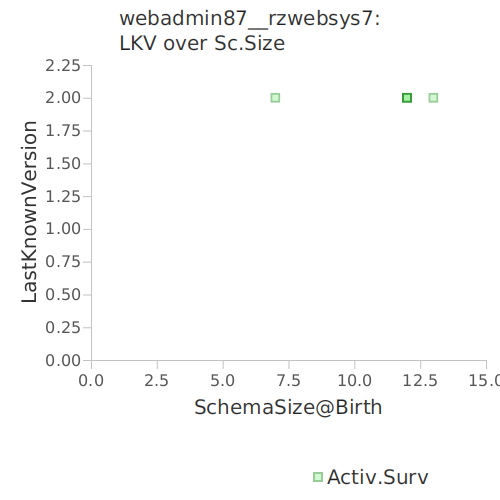 webadmin87__rzwebsys7:
LKV over Sc.Size
2.25
2.00
1.75
1.50
1.25
1.00
0.75
0.50
0.25
0.00
LastKnownVersion
0.0 2.5 5.0 7.5 10.0 12.5 15.0
SchemaSize@Birth
Activ.Surv